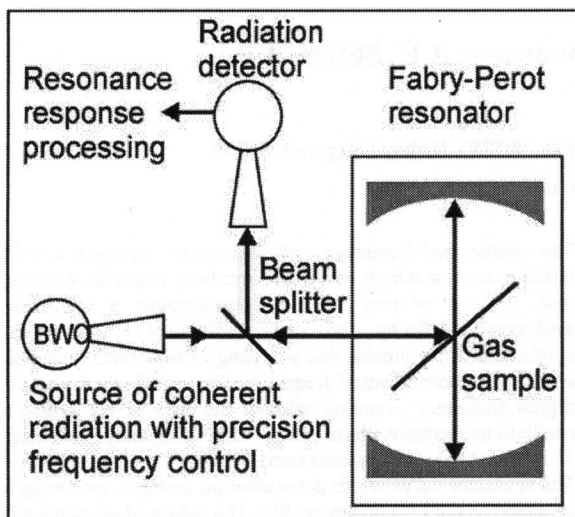 Radiation
detector
Resonance
response
processing
Fabry-Perot
resonator
Beam
splitter
BWO
Gas
sample
Source of coherent
radiation with precision
frequency control